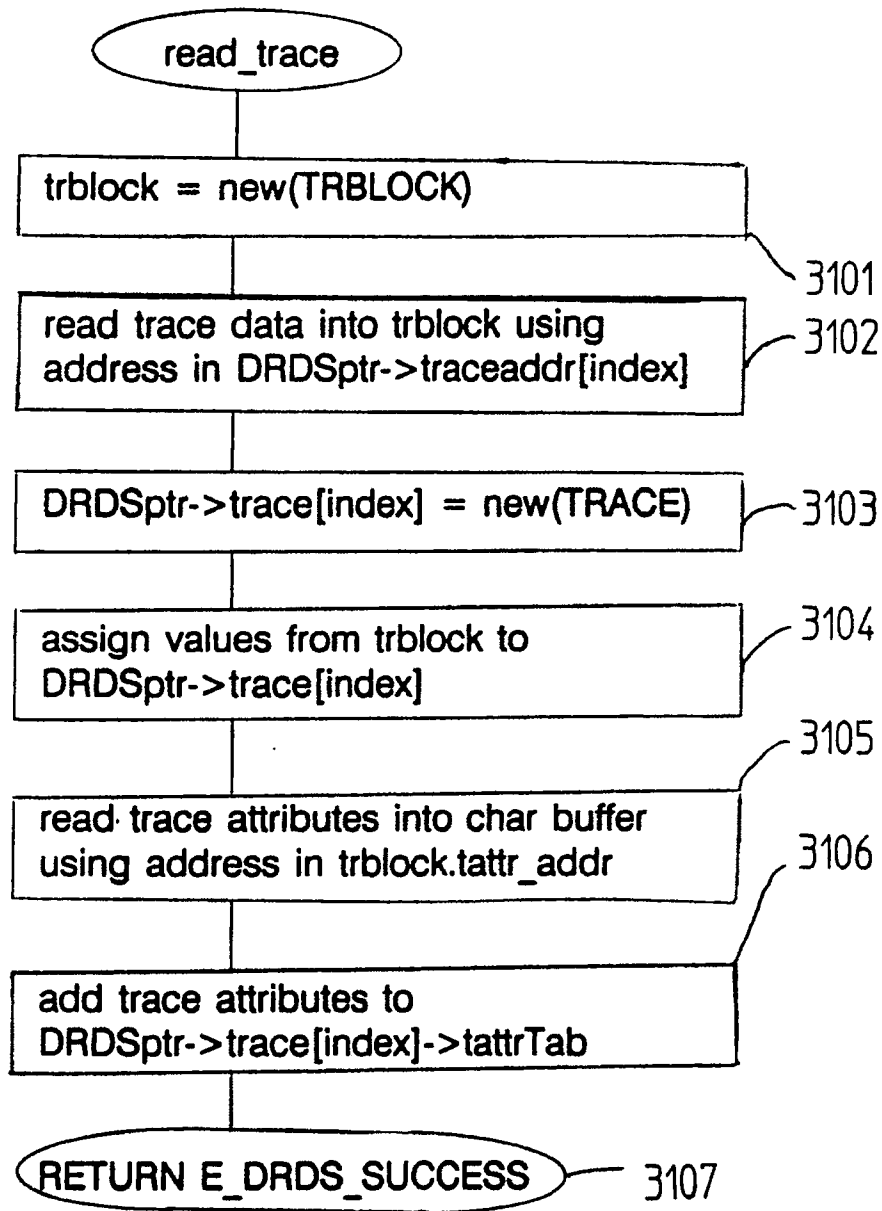 read_trace
trblock = new(TRBLOCK)
3101
read trace data into trblock using
address in DRDSptr->traceaddr[index]
3102
DRDSptr->trace[index] = new(TRACE)
3103
assign values from trblock to
DRDSptr->trace[index]
3104
3105
read trace attributes into char buffer
using address in trblock.tattr_addr
3106
add trace attributes to
DRDSptr->trace[index]->tattrTab
RETURN E_DRDS_SUCCESS
3107